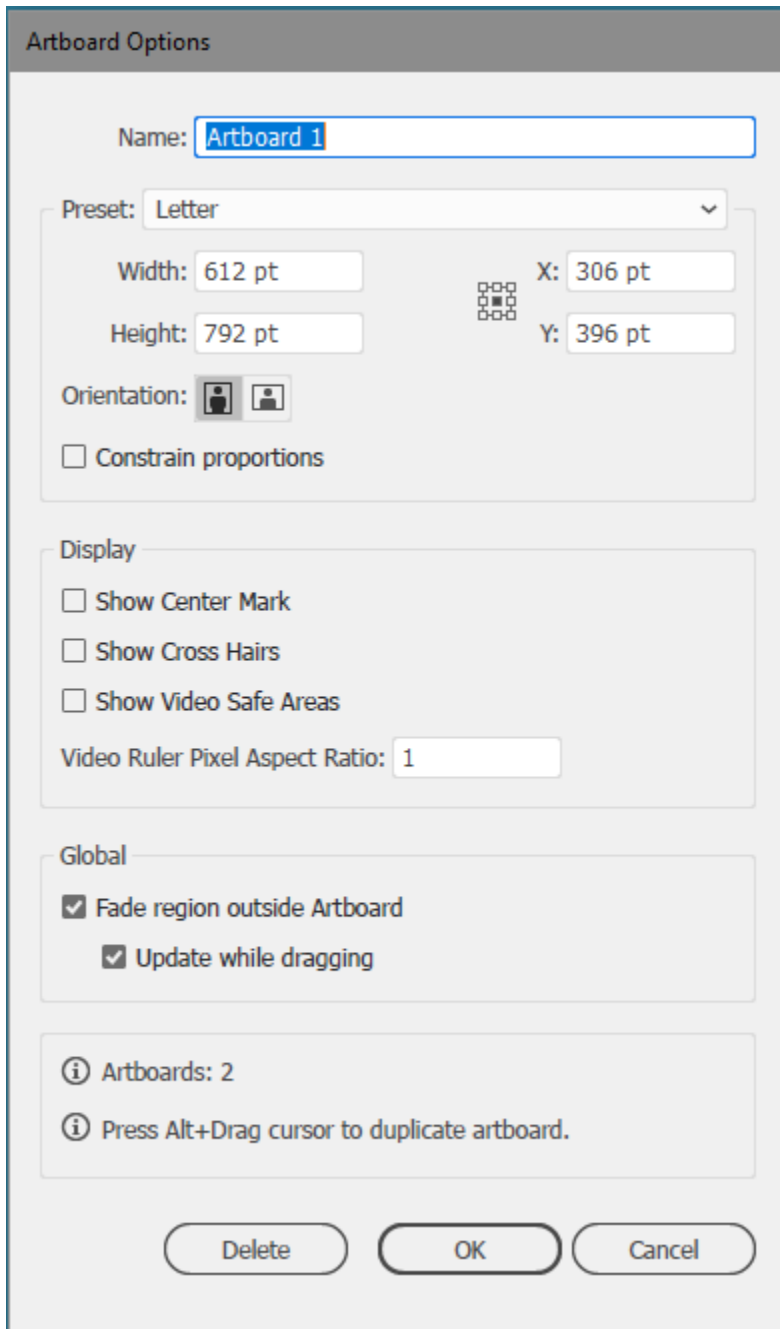 Artboard Options
Name: Artboard 1
Preset: Letter
Width: 612 pt X: 306 pt
Height: 792 pt Y: 396 pt
Orientation:
Constrain proportions
Display
Show Center Mark
Show Cross Hairs
Show Video Safe Areas
Video Ruler Pixel Aspect Ratio: 1
Global
Fade region outside Artboard
Update while dragging
Artboards: 2
Press Alt+Drag cursor to duplicate artboard.
Delete OK Cancel